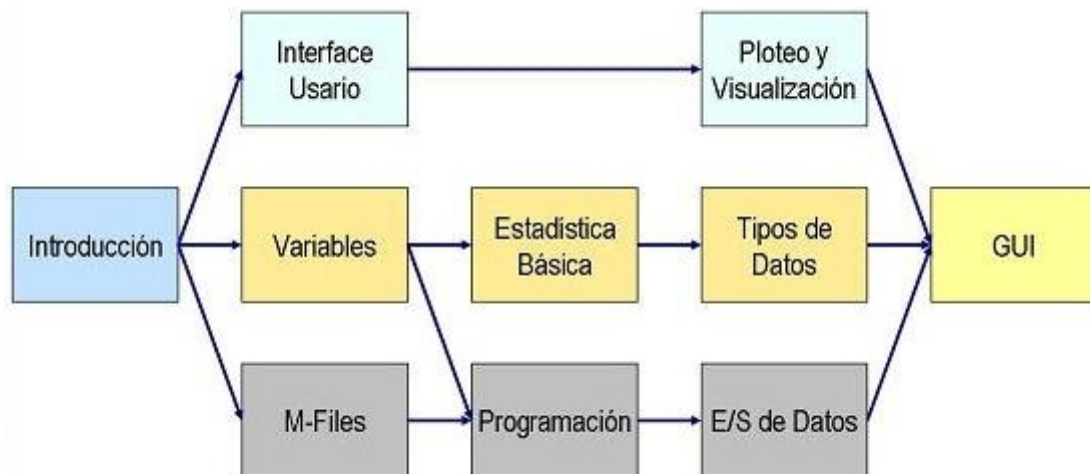 Interface
Usario
Ploteo y
Visualización
Introducción
Variables
Estadística
Básica
Tipos de
Datos
GUI
M-Files
Programación
E/S de Datos